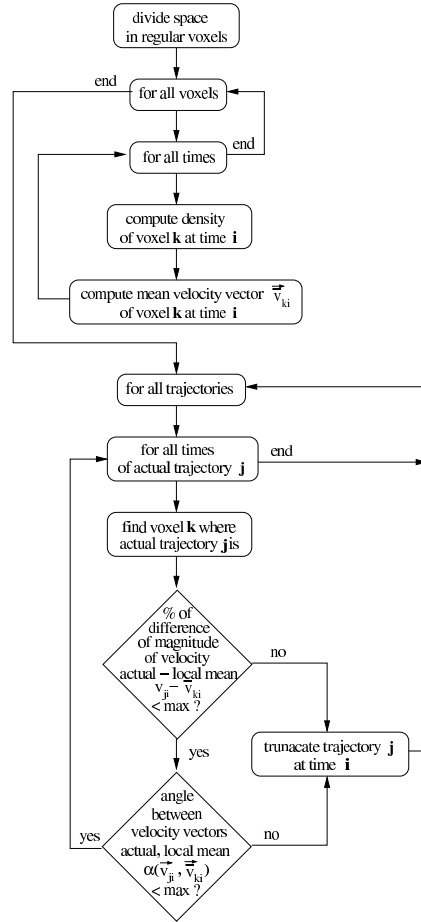 divide space
in regular voxels
end
for all voxels
end
for all times
compute density
of voxel k at time i
compute mean velocity vector v̅⃗ki
of voxel k at time i
for all trajectories
for all times
of actual trajectory j
end
find voxel k where
actual trajectory j is
% of
difference
of magnitude
of velocity
actual – local mean
vji – v̅ki
< max ?
no
yes
trunacate trajectory j
at time i
angle
between
velocity vectors
actual, local mean
α(v⃗ji , v̅⃗ki)
< max ?
yes
no